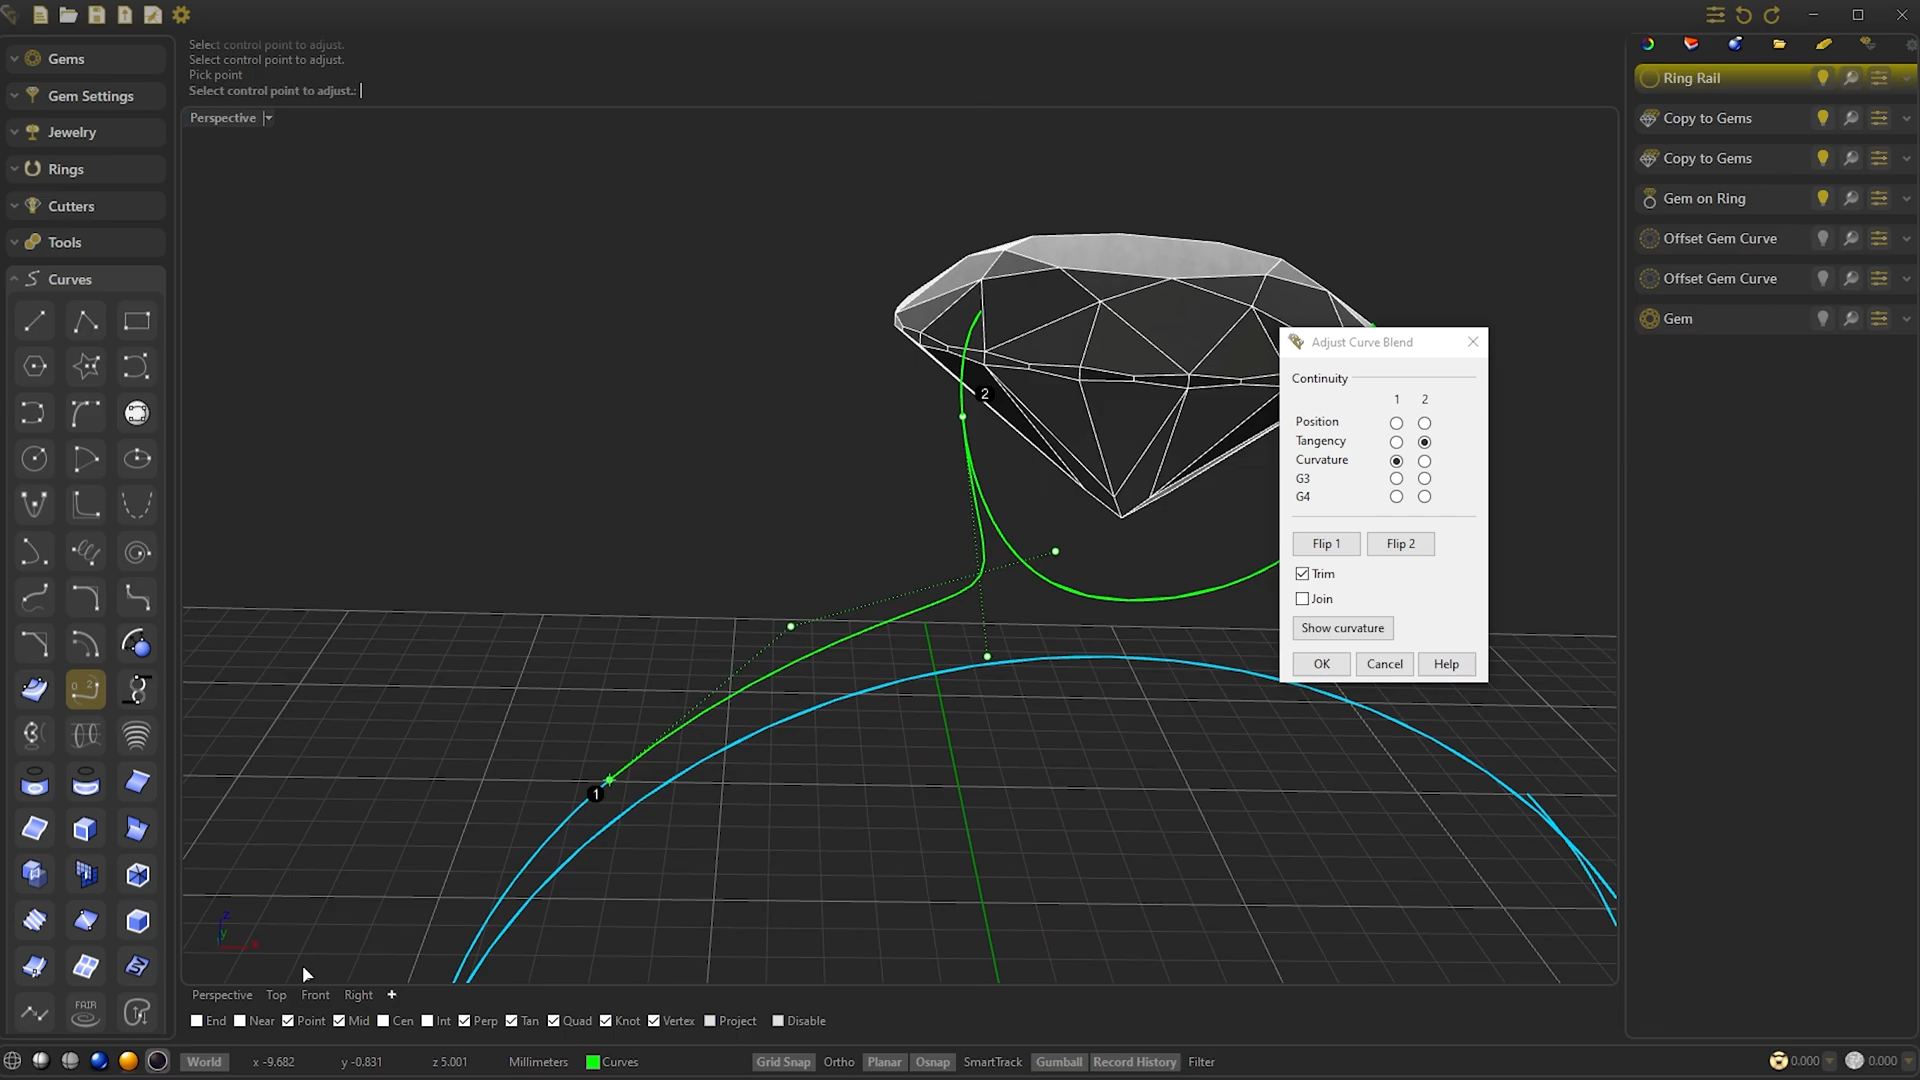 Select control point to adjust.
Select control point to adjust.
Pick point
Select control point to adjust.:
Gems
Gem Settings
Jewelry
Rings
Cutters
Tools
Curves
FAIR
Perspective
2
1
Adjust Curve Blend
Continuity
1 2
Position
Tangency
Curvature
G3
G4
Flip 1 Flip 2
Trim
Join
Show curvature
OK Cancel Help
Ring Rail
Copy to Gems
Copy to Gems
Gem on Ring
Offset Gem Curve
Offset Gem Curve
Gem
z
y
x
Perspective Top Front Right
End Near Point Mid Cen Int Perp Tan Quad Knot Vertex Project Disable
World x -9.682 y -0.831 z 5.001 Millimeters Curves Grid Snap Ortho Planar Osnap SmartTrack Gumball Record History Filter 0.000 0.000